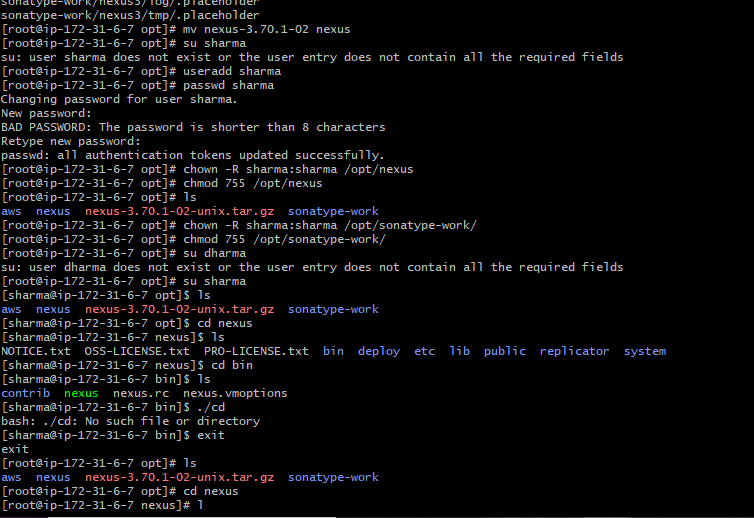 sonatype-work/nexus3/log/.placeholder
sonatype-work/nexus3/tmp/.placeholder
[root@ip-172-31-6-7 opt]# mv nexus-3.70.1-02 nexus
[root@ip-172-31-6-7 opt]# su sharma
su: user sharma does not exist or the user entry does not contain all the required fields
[root@ip-172-31-6-7 opt]# useradd sharma
[root@ip-172-31-6-7 opt]# passwd sharma
Changing password for user sharma.
New password:
BAD PASSWORD: The password is shorter than 8 characters
Retype new password:
passwd: all authentication tokens updated successfully.
[root@ip-172-31-6-7 opt]# chown -R sharma:sharma /opt/nexus
[root@ip-172-31-6-7 opt]# chmod 755 /opt/nexus
[root@ip-172-31-6-7 opt]# ls
aws  nexus  nexus-3.70.1-02-unix.tar.gz  sonatype-work
[root@ip-172-31-6-7 opt]# chown -R sharma:sharma /opt/sonatype-work/
[root@ip-172-31-6-7 opt]# chmod 755 /opt/sonatype-work/
[root@ip-172-31-6-7 opt]# su dharma
su: user dharma does not exist or the user entry does not contain all the required fields
[root@ip-172-31-6-7 opt]# su sharma
[sharma@ip-172-31-6-7 opt]$ ls
aws  nexus  nexus-3.70.1-02-unix.tar.gz  sonatype-work
[sharma@ip-172-31-6-7 opt]$ cd nexus
[sharma@ip-172-31-6-7 nexus]$ ls
NOTICE.txt  OSS-LICENSE.txt  PRO-LICENSE.txt  bin  deploy  etc  lib  public  replicator  system
[sharma@ip-172-31-6-7 nexus]$ cd bin
[sharma@ip-172-31-6-7 bin]$ ls
contrib  nexus  nexus.rc  nexus.vmoptions
[sharma@ip-172-31-6-7 bin]$ ./cd
bash: ./cd: No such file or directory
[sharma@ip-172-31-6-7 bin]$ exit
exit
[root@ip-172-31-6-7 opt]# ls
aws  nexus  nexus-3.70.1-02-unix.tar.gz  sonatype-work
[root@ip-172-31-6-7 opt]# cd nexus
[root@ip-172-31-6-7 nexus]# l